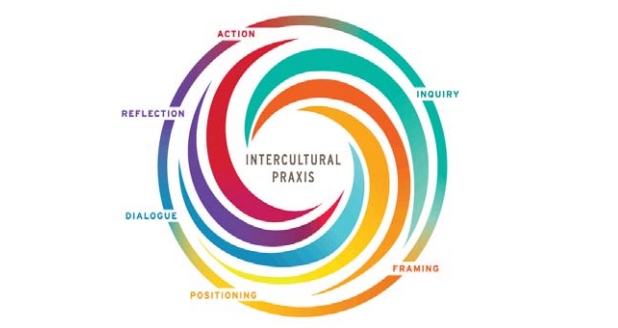 ACTION
INQUIRY
REFLECTION
INTERCULTURAL
PRAXIS
DIALOGUE
FRAMING
POSITIONING